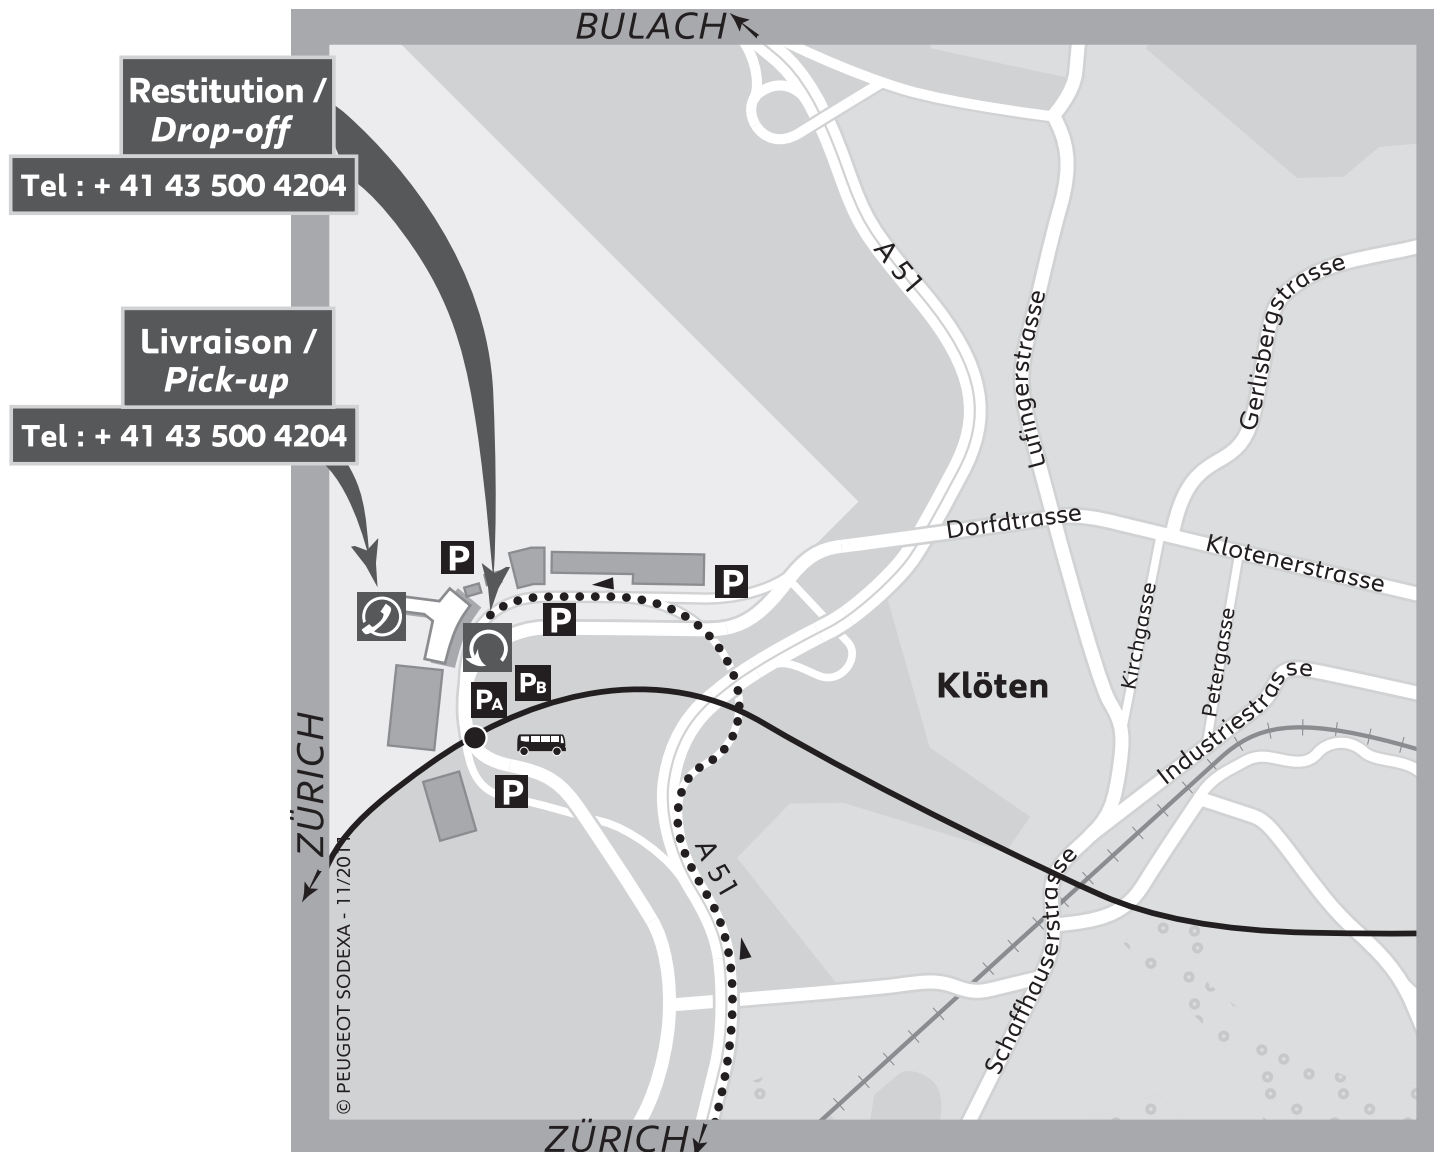 BULACH
Restitution /
Drop-off
Tel : + 41 43 500 4204
A 51
Lufingerstrasse
Gerlisbergstrasse
Livraison /
Pick-up
Tel : + 41 43 500 4204
Dorfdtrasse
Klotenerstrasse
P
P
P
Kirchgasse
Petergasse
Klöten
PA
PB
Industriestrasse
P
ZÜRICH
A 51
Schaffhauserstrasse
© PEUGEOT SODEXA - 11/2011
ZÜRICH